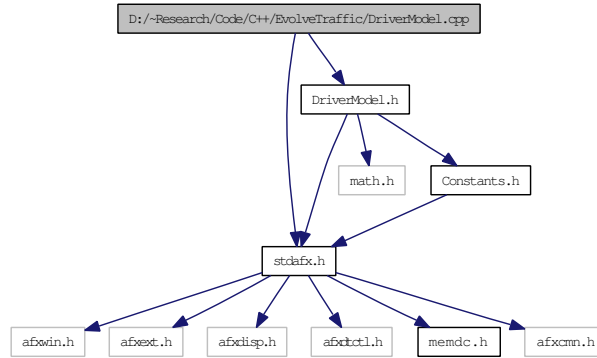 D:/~Research/Code/C++/EvolveTraffic/DriverModel.cpp
DriverModel.h
math.h
Constants.h
stdafx.h
afxwin.h
afxext.h
afxdisp.h
afxdtctl.h
memdc.h
afxcmn.h